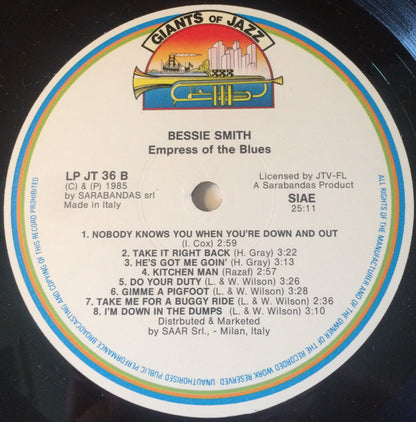 GIANTS OF JAZZ
BESSIE SMITH
Empress of the Blues
LP JT 36 B
(C) & (P) 1985
by SARABANDAS srl
Made in Italy
Licensed by JTV-FL
A Sarabandas Product
SIAE
25:11
1. NOBODY KNOWS YOU WHEN YOU'RE DOWN AND OUT
(I. Cox) 2:59
2. TAKE IT RIGHT BACK (H. Gray) 3:22
3. HE'S GOT ME GOIN' (H. Gray) 3:13
4. KITCHEN MAN (Razaf) 2:57
5. DO YOUR DUTY (L. & W. Wilson)
6. GIMME A PIGFOOT (L. & W. Wilson) 3:28
7. TAKE ME FOR A BUGGY RIDE (L. & W. Wilson) 2:36
8. I'M DOWN IN THE DUMPS (L. & W. Wilson) 3:10
Distributed & Marketed
by SAAR Srl., - Milan, Italy
ALL RIGHTS OF THE MANUFACTURER AND OF THE OWNER OF THE RECORDED WORK RESERVED · UNAUTHORISED PUBLIC PERFORMANCE BROADCASTING AND COPYING OF THIS RECORD PROHIBITED